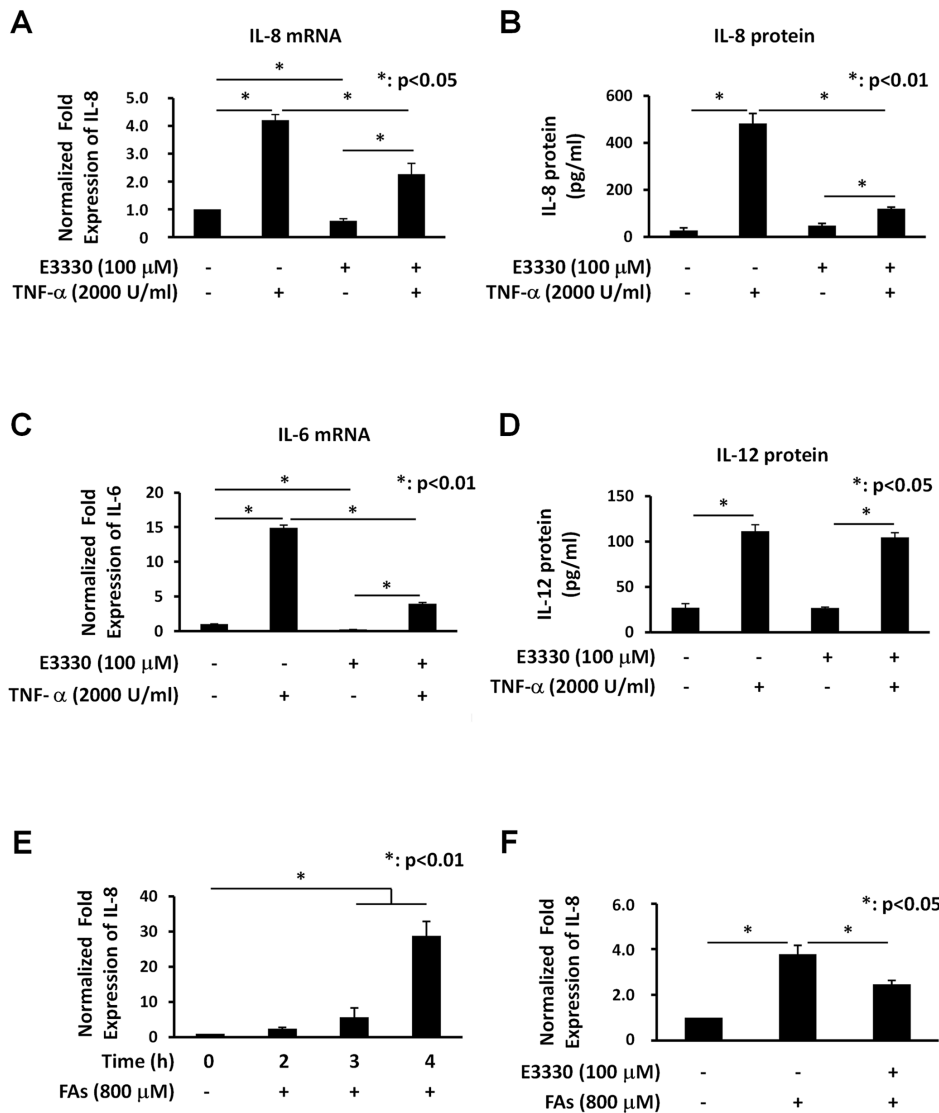 A
IL-8 mRNA
*: p<0.05
*
*
*
*
Normalized Fold
Expression of IL-8
5.0
4.0
3.0
2.0
1.0
0
E3330 (100 μM) - - + +
TNF-α (2000 U/ml) - + - +
B
IL-8 protein
*: p<0.01
*
*
*
IL-8 protein
(pg/ml)
600
400
200
0
E3330 (100 μM) - - + +
TNF-α (2000 U/ml) - + - +
C
IL-6 mRNA
*: p<0.01
*
*
*
*
Normalized Fold
Expression of IL-6
20
15
10
5
0
E3330 (100 μM) - - + +
TNF- α (2000 U/ml) - + - +
D
IL-12 protein
*: p<0.05
*
*
IL-12 protein
(pg/ml)
150
100
50
0
E3330 (100 μM) - - + +
TNF-α (2000 U/ml) - + - +
E
*: p<0.01
*
Normalized Fold
Expression of IL-8
40
30
20
10
0
Time (h) 0 2 3 4
FAs (800 μM) - + + +
F
*: p<0.05
*
*
Normalized Fold
Expression of IL-8
6.0
4.0
2.0
0
E3330 (100 μM) - - +
FAs (800 μM) - + +